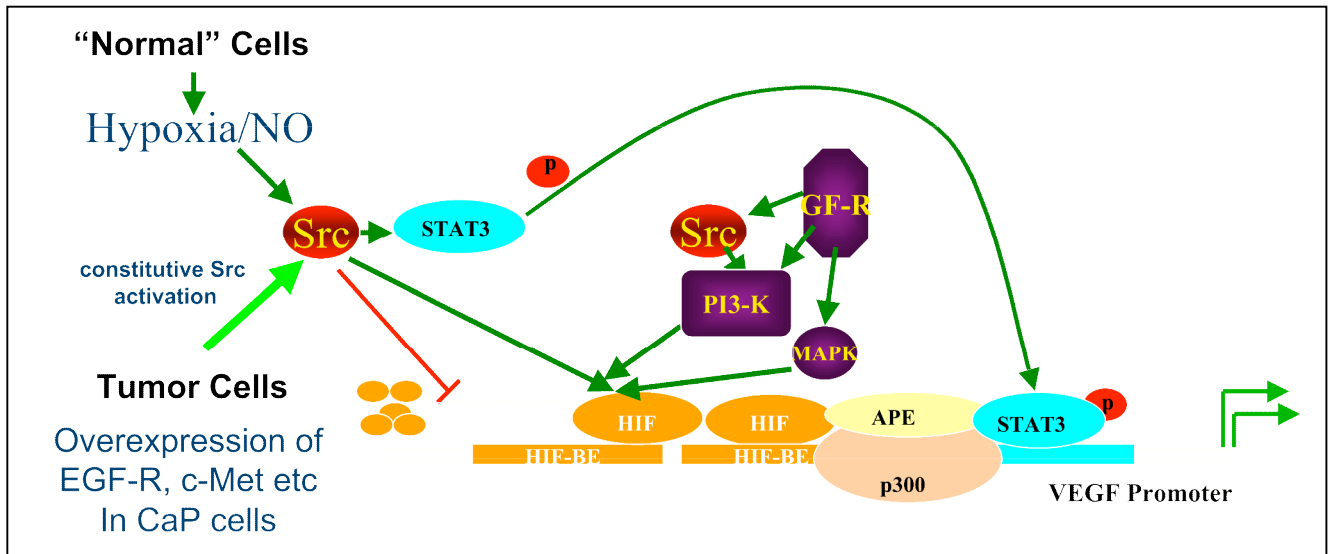 “Normal” Cells
Hypoxia/NO
Src
STAT3
p
constitutive Src
activation
Tumor Cells
Overexpression of
EGF-R, c-Met etc
In CaP cells
GF-R
Src
PI3-K
MAPK
HIF
HIF-BE
HIF
HIF-BE
APE
p300
STAT3
p
VEGF Promoter